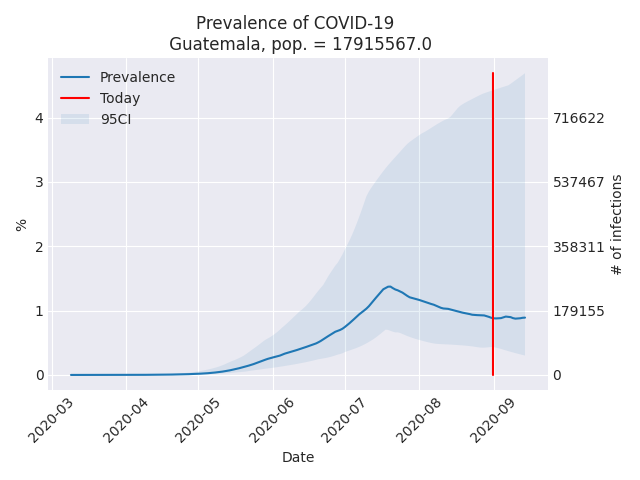 Prevalence of COVID-19
Guatemala, pop. = 17915567.0
Prevalence
Today
95CI
4
3
2
1
0
%
716622
537467
358311
179155
0
# of infections
2020-03
2020-04
2020-05
2020-06
2020-07
2020-08
2020-09
Date